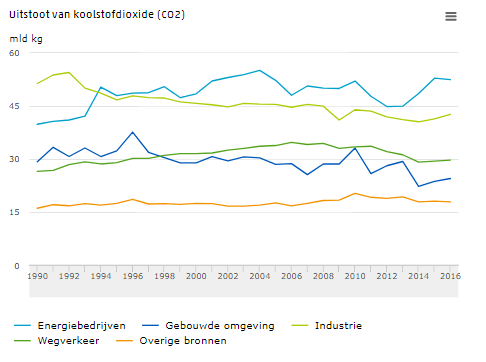 Uitstoot van koolstofdioxide (CO2)
mld kg
60
45
30
15
0
1990 1992 1994 1996 1998 2000 2002 2004 2006 2008 2010 2012 2014 2016
Energiebedrijven Gebouwde omgeving Industrie
Wegverkeer Overige bronnen